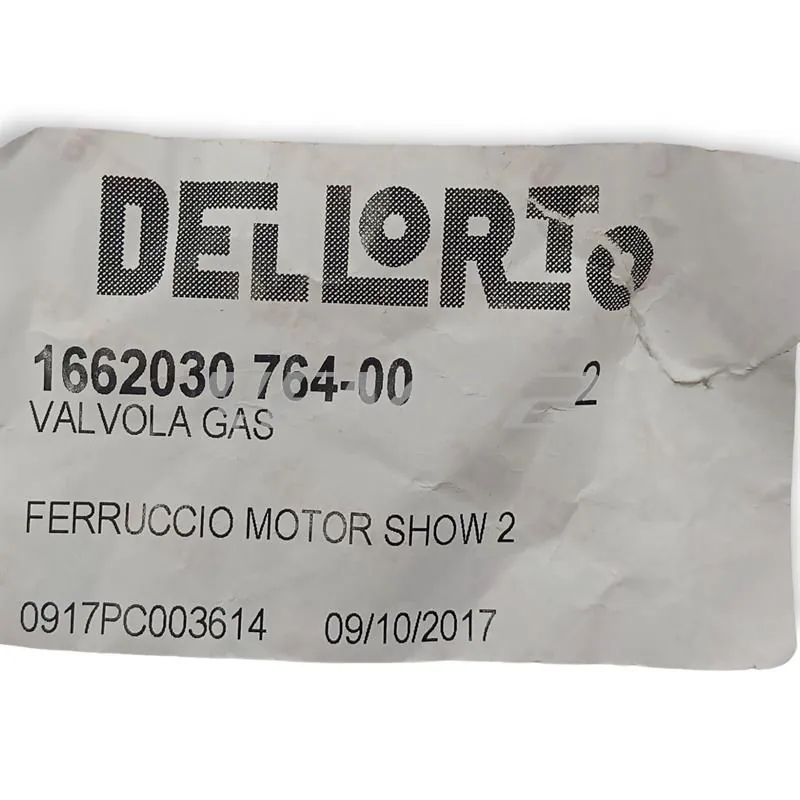 DELLORTO
1662030 764-00 2
VALVOLA GAS
FERRUCCIO MOTOR SHOW 2
0917PC003614 09/10/2017